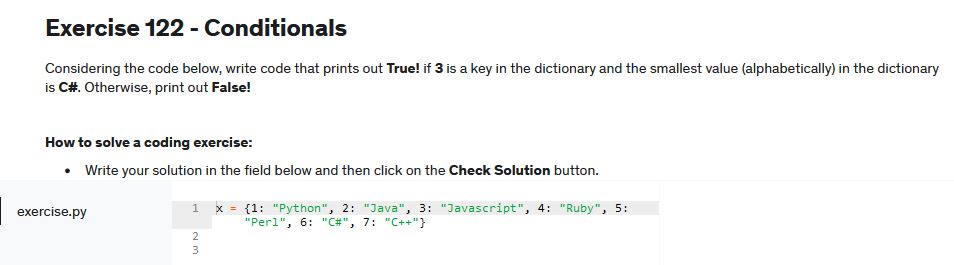 Exercise 122 - Conditionals
Considering the code below, write code that prints out True! if 3 is a key in the dictionary and the smallest value (alphabetically) in the dictionary
is C#. Otherwise, print out False!
How to solve a coding exercise:
• Write your solution in the field below and then click on the Check Solution button.
exercise.py
1 x = {1: "Python", 2: "Java", 3: "Javascript", 4: "Ruby", 5:
"Perl", 6: "C#", 7: "C++"}
2
3